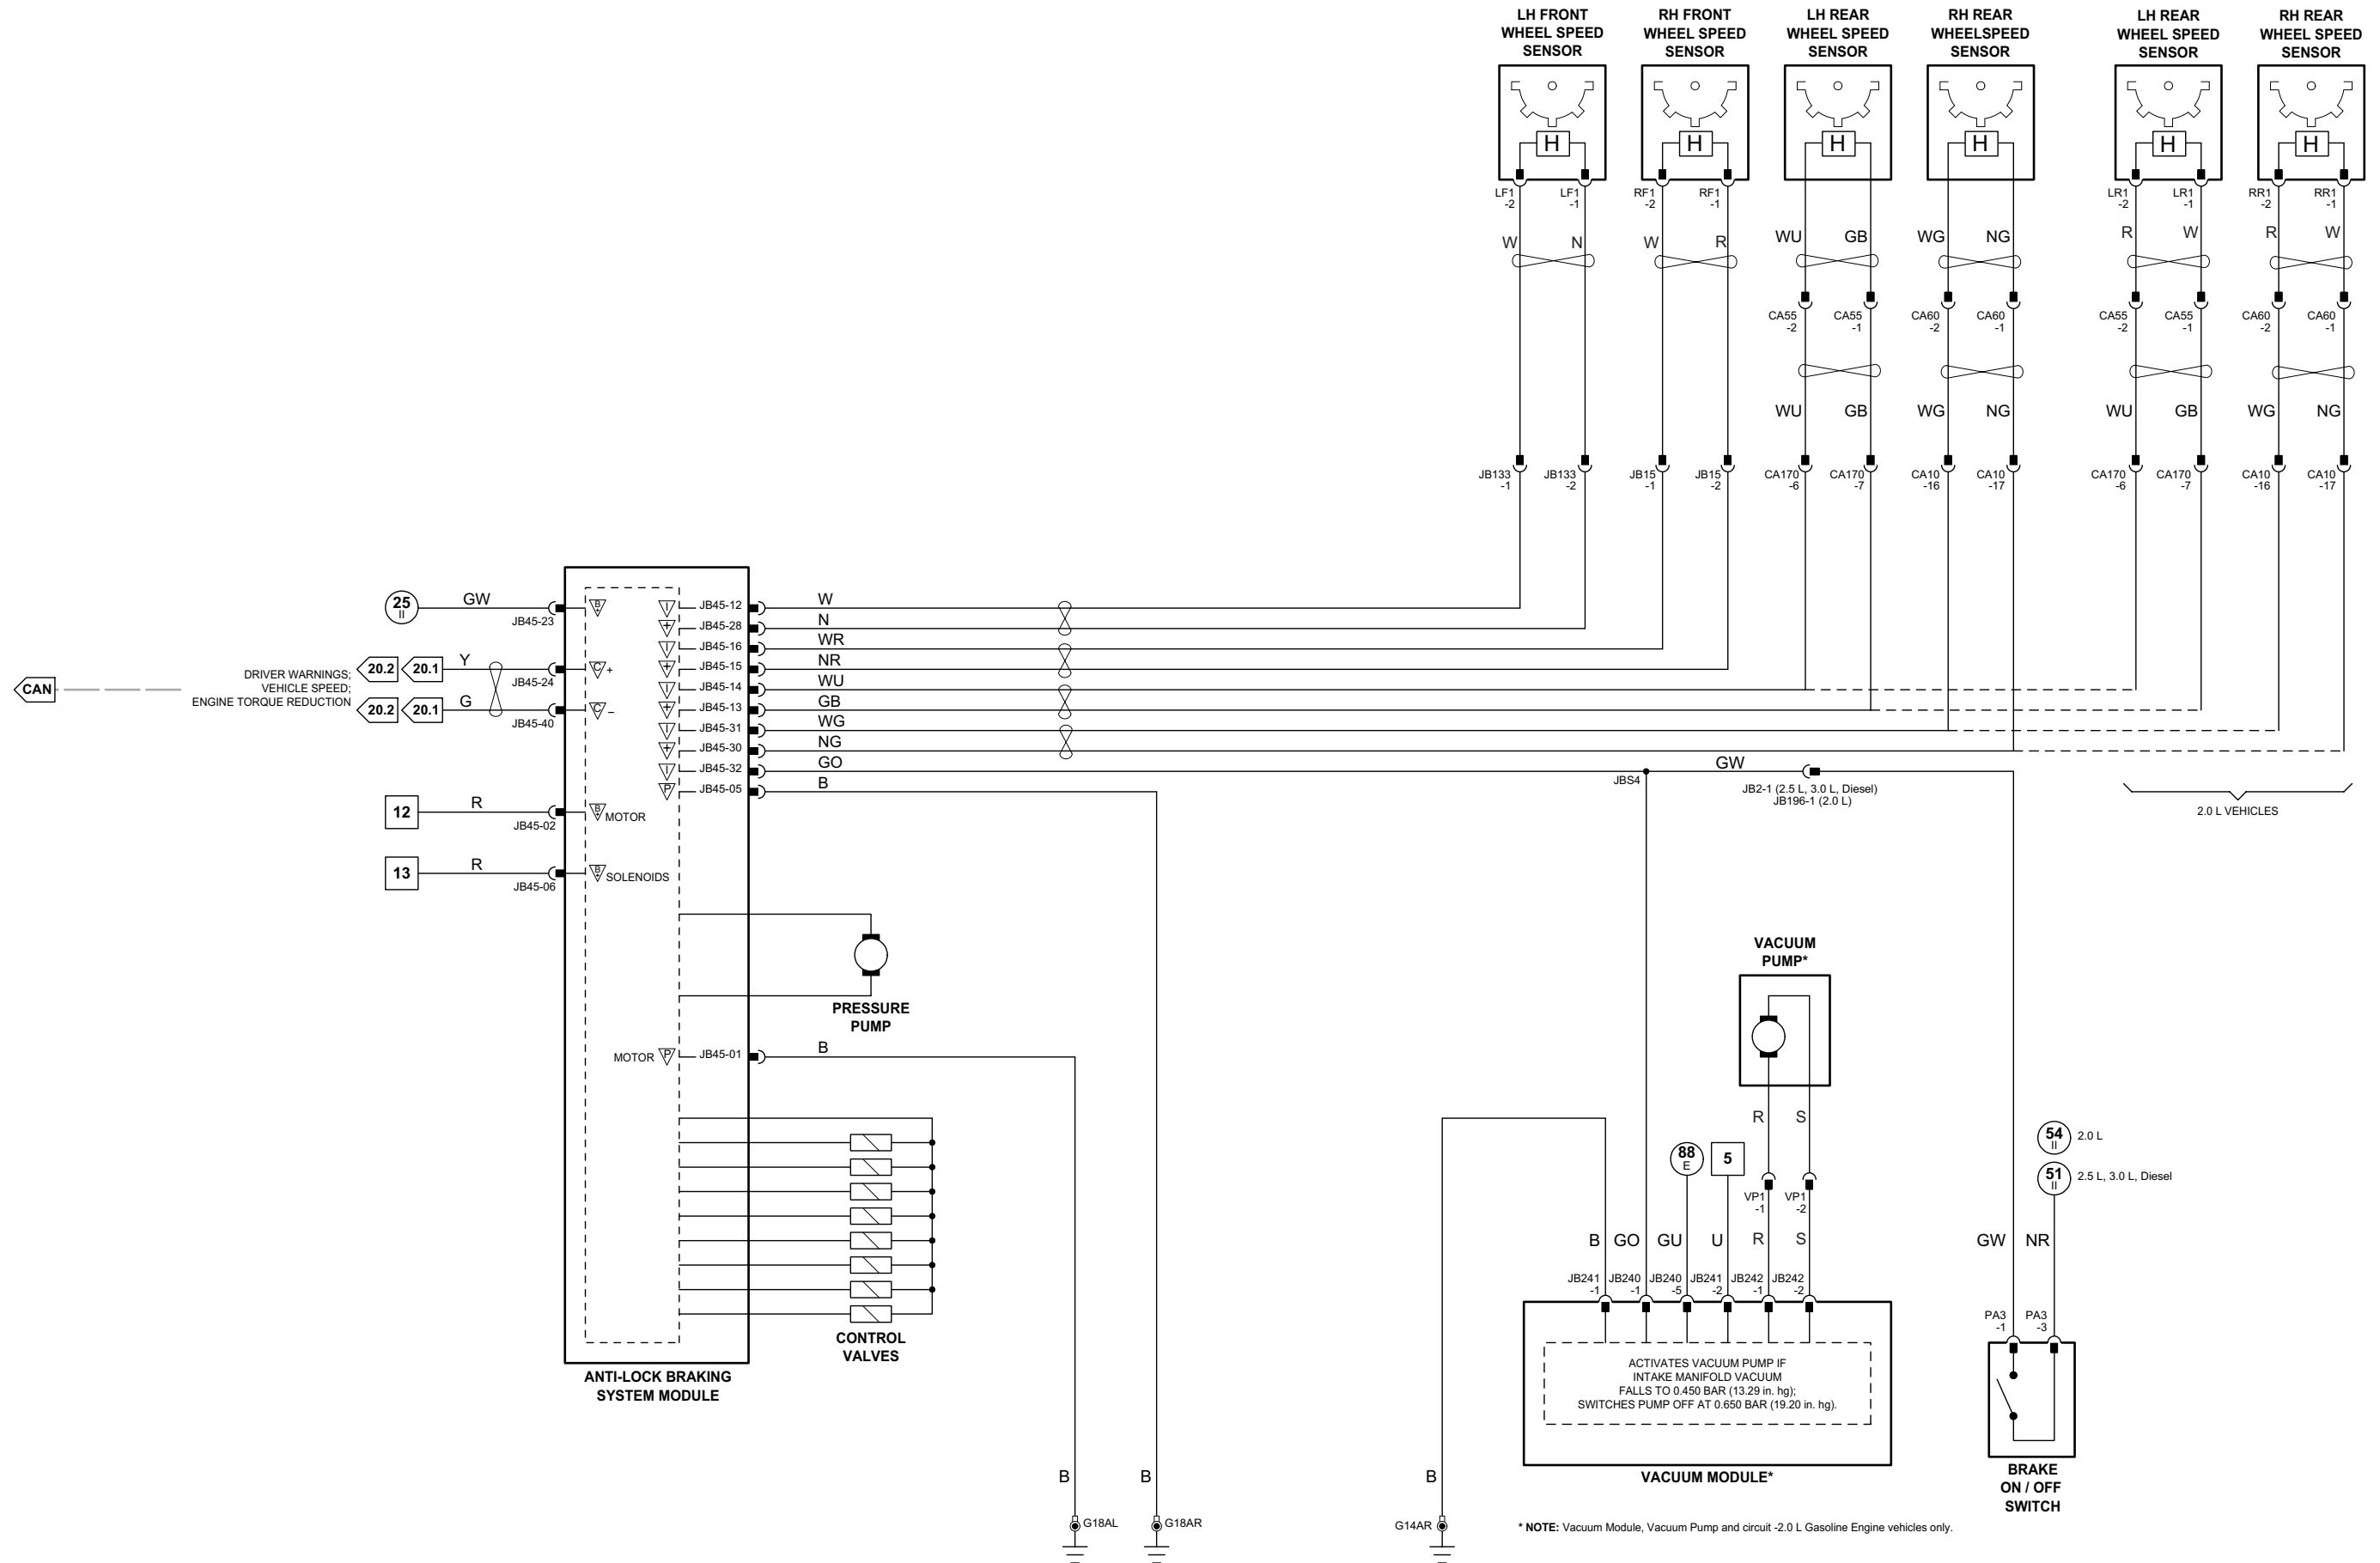 LH FRONT
WHEEL SPEED
SENSOR
RH FRONT
WHEEL SPEED
SENSOR
LH REAR
WHEEL SPEED
SENSOR
RH REAR
WHEELSPEED
SENSOR
LH REAR
WHEEL SPEED
SENSOR
RH REAR
WHEEL SPEED
SENSOR
H H H H H H
LF1
-2
LF1
-1
RF1
-2
RF1
-1
LR1
-2
LR1
-1
RR1
-2
RR1
-1
W N W R WU GB WG NG R W R W
CA55
-2
CA55
-1
CA60
-2
CA60
-1
CA55
-2
CA55
-1
CA60
-2
CA60
-1
WU GB WG NG WU GB WG NG
JB133
-1
JB133
-2
JB15
-1
JB15
-2
CA170
-6
CA170
-7
CA10
-16
CA10
-17
CA170
-6
CA170
-7
CA10
-16
CA10
-17
25
II
GW
JB45-23
B
+
CAN
DRIVER WARNINGS;
VEHICLE SPEED;
ENGINE TORQUE REDUCTION
20.2
20.1
Y
JB45-24
C +
20.2
20.1
G
JB45-40
C –
12
R
JB45-02
B
+
MOTOR
13
R
JB45-06
B
+
SOLENOIDS
I JB45-12 W
+ JB45-28 N
I JB45-16 WR
+ JB45-15 NR
I JB45-14 WU
+ JB45-13 GB
I JB45-31 WG
+ JB45-30 NG
I JB45-32 GO
P JB45-05 B
JBS4
GW
JB2-1 (2.5 L, 3.0 L, Diesel)
JB196-1 (2.0 L)
2.0 L VEHICLES
PRESSURE
PUMP
MOTOR P JB45-01 B
CONTROL
VALVES
ANTI-LOCK BRAKING
SYSTEM MODULE
VACUUM
PUMP*
R S
88
E
5
VP1
-1
VP1
-2
54
II
2.0 L
51
II
2.5 L, 3.0 L, Diesel
B GO GU U R S
GW NR
JB241
-1
JB240
-1
JB240
-5
JB241
-2
JB242
-1
JB242
-2
PA3
-1
PA3
-3
ACTIVATES VACUUM PUMP IF
INTAKE MANIFOLD VACUUM
FALLS TO 0.450 BAR (13.29 in. hg);
SWITCHES PUMP OFF AT 0.650 BAR (19.20 in. hg).
VACUUM MODULE*
BRAKE
ON / OFF
SWITCH
B B B
G18AL
G18AR
G14AR
* NOTE: Vacuum Module, Vacuum Pump and circuit -2.0 L Gasoline Engine vehicles only.